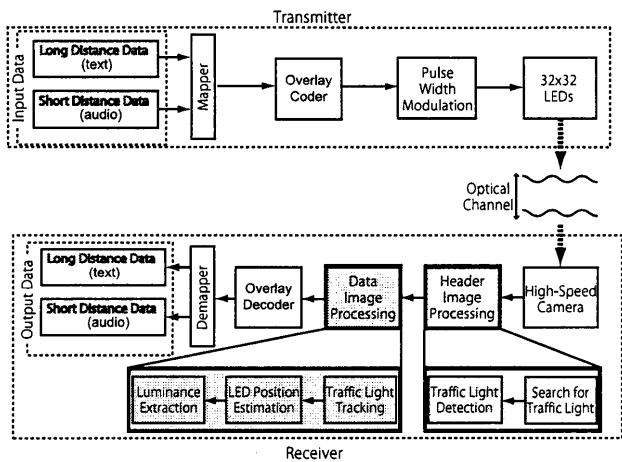 Transmitter
Input Data
Long Distance Data
(text)
Short Distance Data
(audio)
Mapper
Overlay
Coder
Pulse
Width
Modulation
32x32
LEDs
Optical
Channel
Output Data
Long Distance Data
(text)
Short Distance Data
(audio)
Demapper
Overlay
Decoder
Data
Image
Processing
Header
Image
Processing
High-Speed
Camera
Luminance
Extraction
LED Position
Estimation
Traffic Light
Tracking
Traffic Light
Detection
Search for
Traffic Light
Receiver